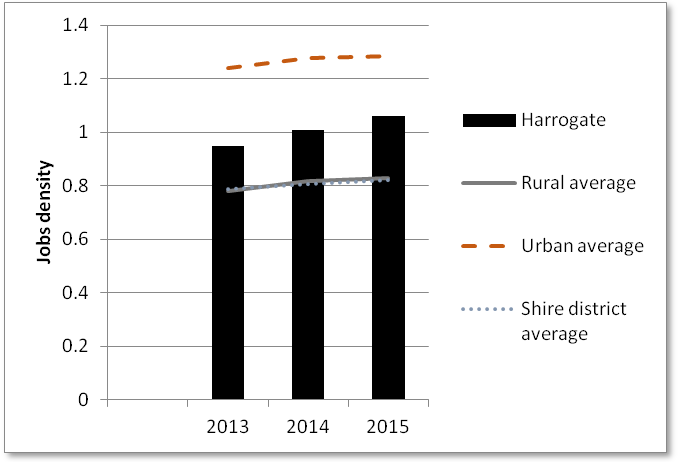 1.4
1.2
1
0.8
0.6
0.4
0.2
0
Jobs density
2013 2014 2015
Harrogate
Rural average
Urban average
Shire district
average